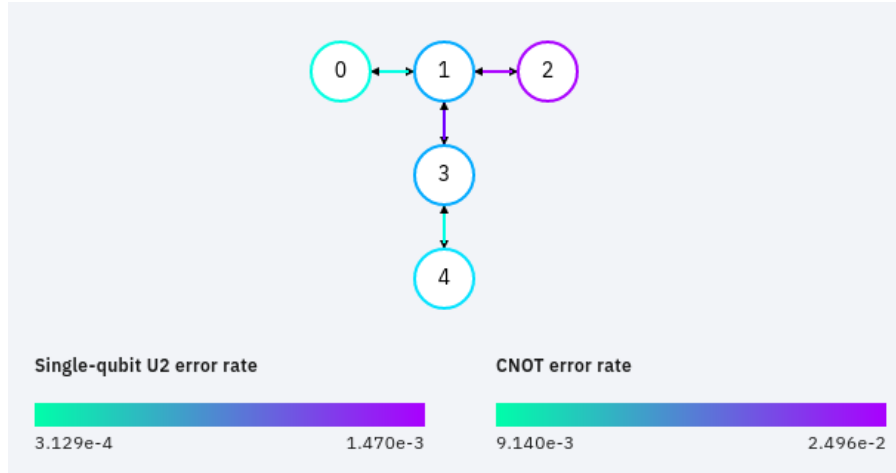 0 1 2
3
4
Single-qubit U2 error rate CNOT error rate
3.129e-4 1.470e-3 9.140e-3 2.496e-2